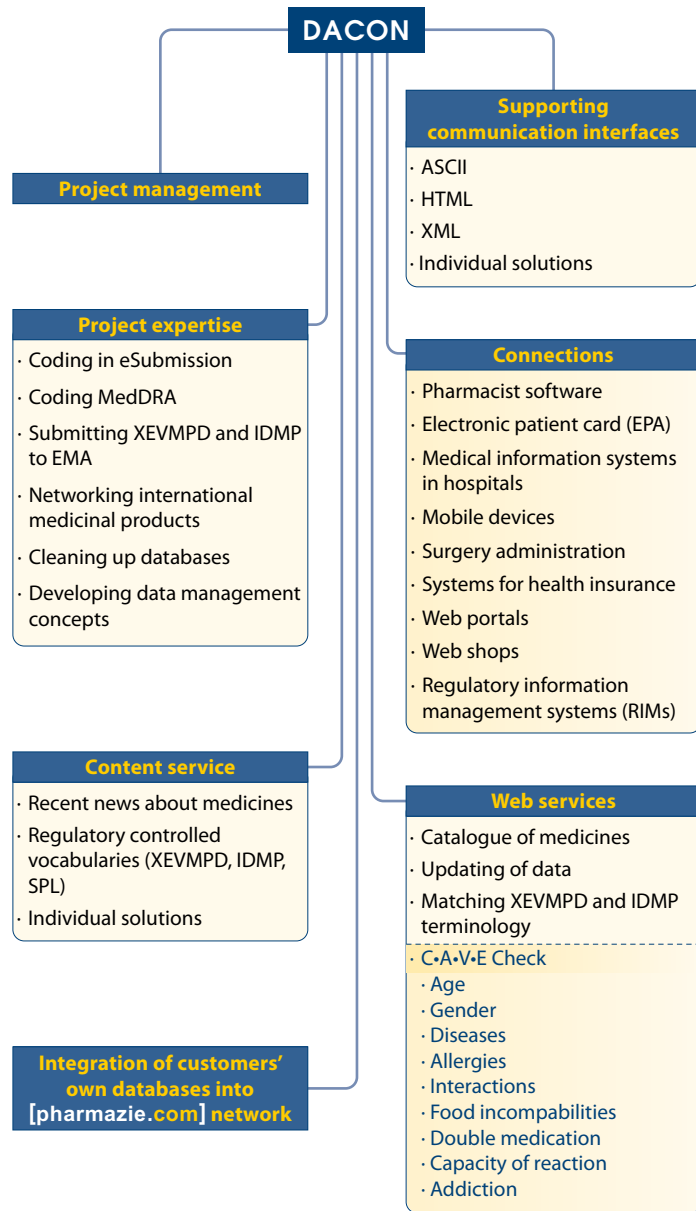 DACON
Project management
Project expertise
· Coding in eSubmission
· Coding MedDRA
· Submitting XEVMPD and IDMP
to EMA
· Networking international
medicinal products
· Cleaning up databases
· Developing data management
concepts
Content service
· Recent news about medicines
· Regulatory controlled
vocabularies (XEVMPD, IDMP,
SPL)
· Individual solutions
Integration of customers’
own databases into
[pharmazie.com] network
Supporting
communication interfaces
· ASCII
· HTML
· XML
· Individual solutions
Connections
· Pharmacist software
· Electronic patient card (EPA)
· Medical information systems
in hospitals
· Mobile devices
· Surgery administration
· Systems for health insurance
· Web portals
· Web shops
· Regulatory information
management systems (RIMs)
Web services
· Catalogue of medicines
· Updating of data
· Matching XEVMPD and IDMP
terminology
· C•A•V•E Check
· Age
· Gender
· Diseases
· Allergies
· Interactions
· Food incompabilities
· Double medication
· Capacity of reaction
· Addiction